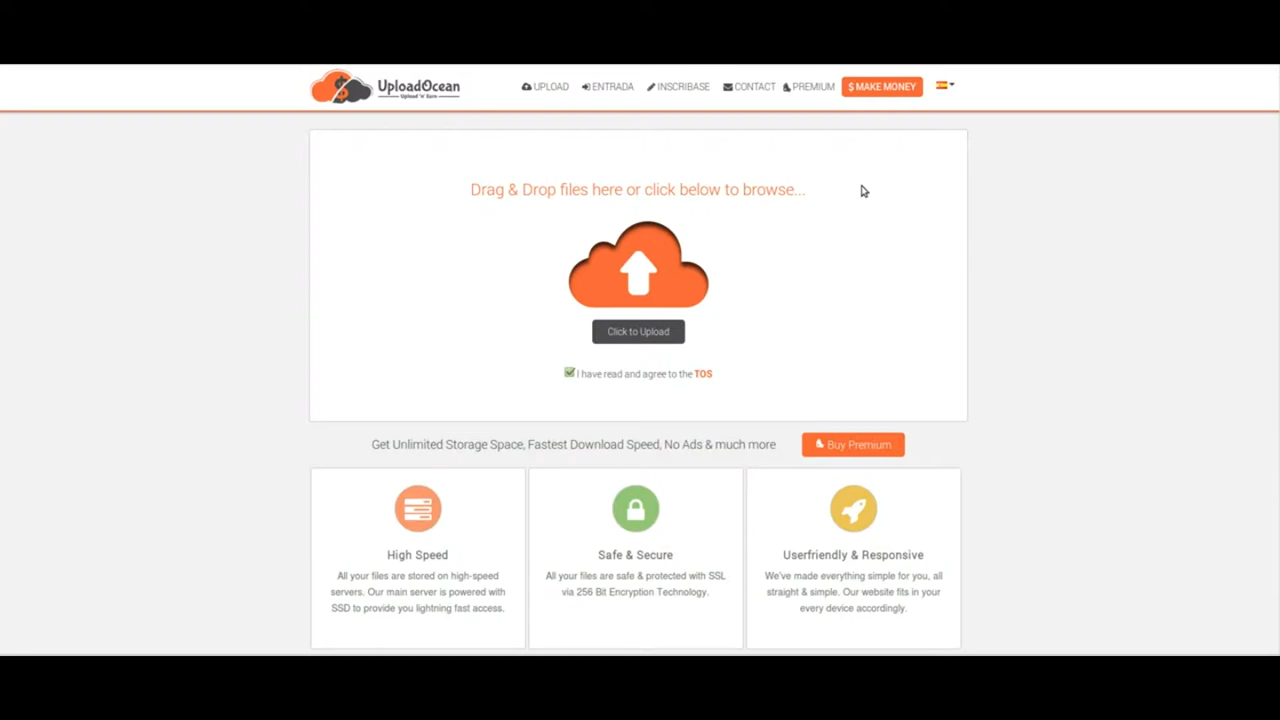 UploadOcean
Upload 'n' Earn
UPLOAD
ENTRADA
INSCRIBASE
CONTACT
PREMIUM
$ MAKE MONEY
Drag & Drop files here or click below to browse...
Click to Upload
I have read and agree to the TOS
Get Unlimited Storage Space, Fastest Download Speed, No Ads & much more
Buy Premium
High Speed
All your files are stored on high-speed
servers. Our main server is powered with
SSD to provide you lightning fast access.
Safe & Secure
All your files are safe & protected with SSL
via 256 Bit Encryption Technology.
Userfriendly & Responsive
We've made everything simple for you, all
straight & simple. Our website fits in your
every device accordingly.